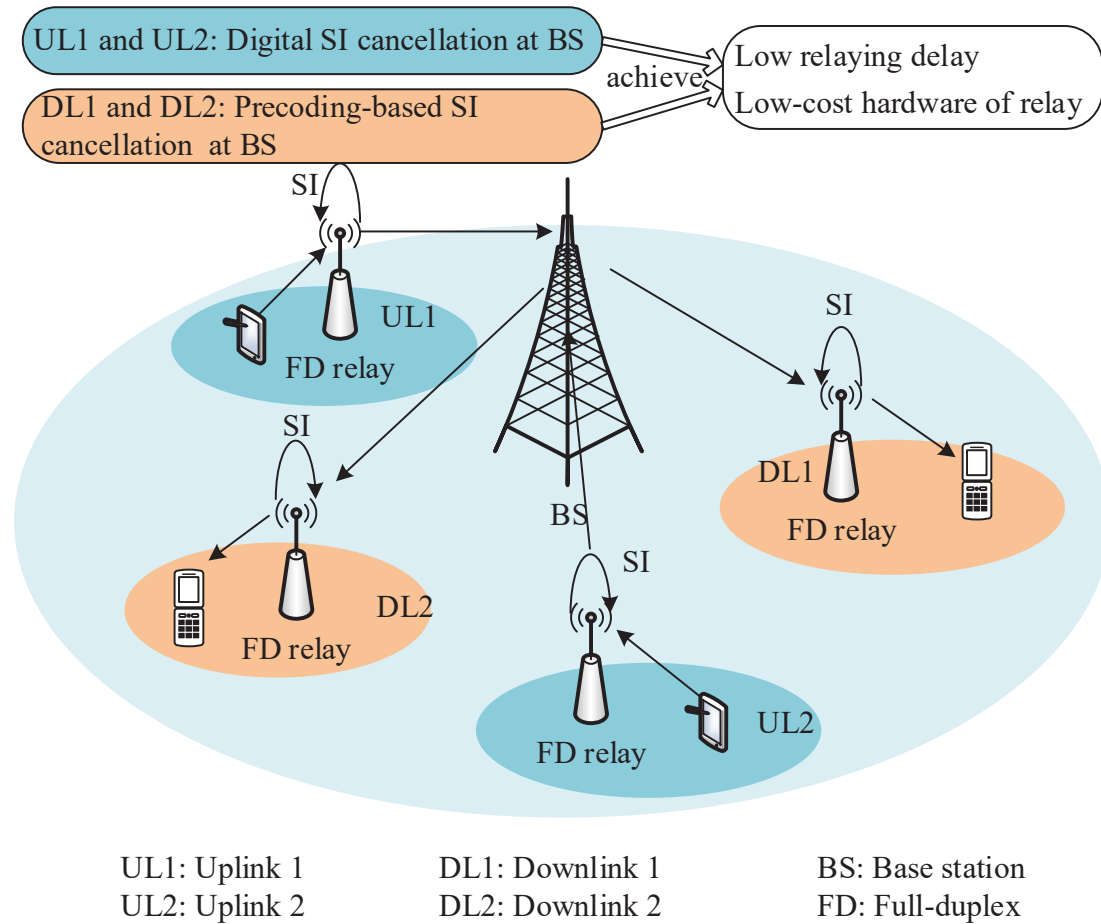 UL1 and UL2: Digital SI cancellation at BS
achieve
Low relaying delay
Low-cost hardware of relay
DL1 and DL2: Precoding-based SI
cancellation at BS
SI
UL1
FD relay
SI
DL1
FD relay
SI
DL2
FD relay
BS
SI
UL2
FD relay
UL1: Uplink 1
DL1: Downlink 1
BS: Base station
UL2: Uplink 2
DL2: Downlink 2
FD: Full-duplex